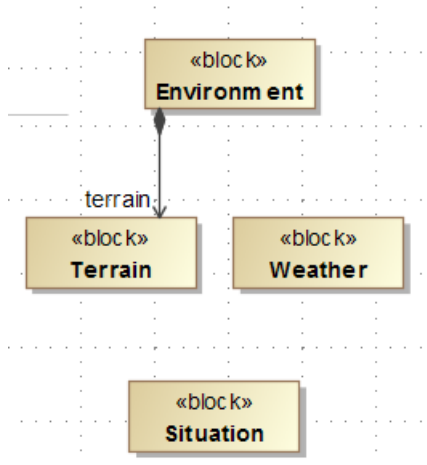 «block»
Environment
terrain
«block»
Terrain
«block»
Weather
«block»
Situation